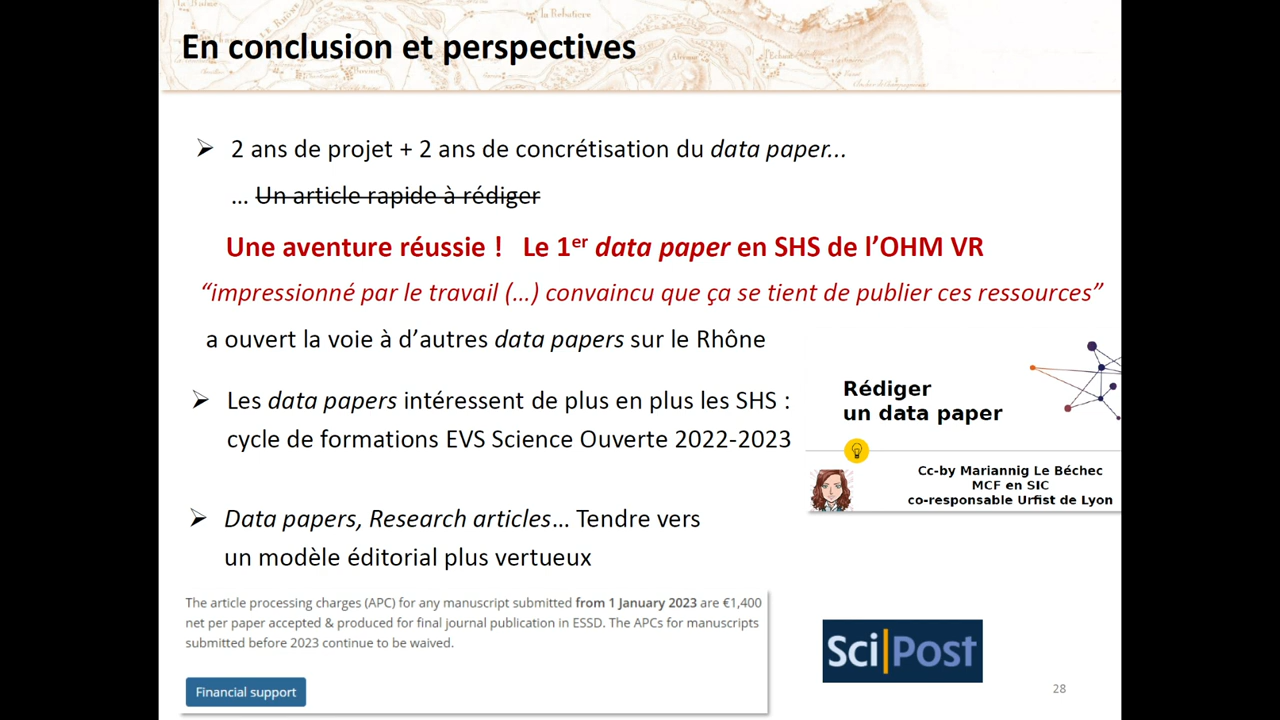 la Rebatiere
En conclusion et perspectives
➢ 2 ans de projet + 2 ans de concrétisation du data paper...
... Un article rapide à rédiger
Une aventure réussie ! Le 1er data paper en SHS de l’OHM VR
“impressionné par le travail (…) convaincu que ça se tient de publier ces ressources”
a ouvert la voie à d’autres data papers sur le Rhône
➢ Les data papers intéressent de plus en plus les SHS :
cycle de formations EVS Science Ouverte 2022-2023
Rédiger
un data paper
Cc-by Mariannig Le Béchec
MCF en SIC
co-responsable Urfist de Lyon
➢ Data papers, Research articles… Tendre vers
un modèle éditorial plus vertueux
The article processing charges (APC) for any manuscript submitted from 1 January 2023 are €1,400
net per paper accepted & produced for final journal publication in ESSD. The APCs for manuscripts
submitted before 2023 continue to be waived.
Financial support
Sci|Post
28